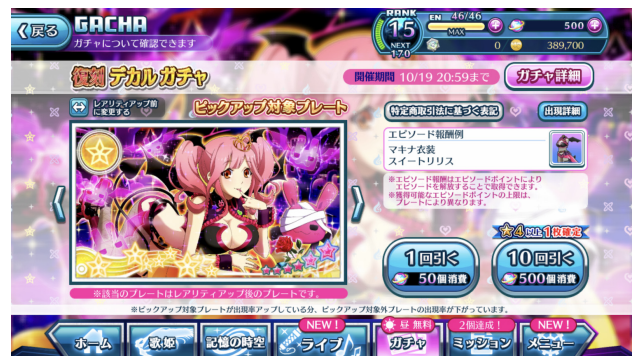 戻る
GACHA
ガチャについて確認できます
RANK
15
NEXT
170
EN 46/46
MAX
500
0
389,700
復刻 デカルガチャ
開催期間 10/19 20:59まで
ガチャ詳細
レアリティアップ前
に変更する
ピックアップ対象プレート
特定商取引法に基づく表記
出現詳細
エピソード報酬例
マキナ衣装
スイートリリス
※エピソード報酬はエピソードポイントにより
エピソードを解放することで取得できます。
※獲得可能なエピソードポイントの上限は、
プレートにより異なります。
★4以上1枚確定
1回引く
50個消費
10回引く
500個消費
※該当のプレートはレアリティアップ後のプレートです。
※ピックアップ対象プレートが出現率アップしている分、ピックアップ対象外プレートの出現率が下がっています。
ホーム
歌姫
記憶の時空
NEW!
ライブ
昼 無料
ガチャ
2個達成!
ミッション
NEW!
メニュー